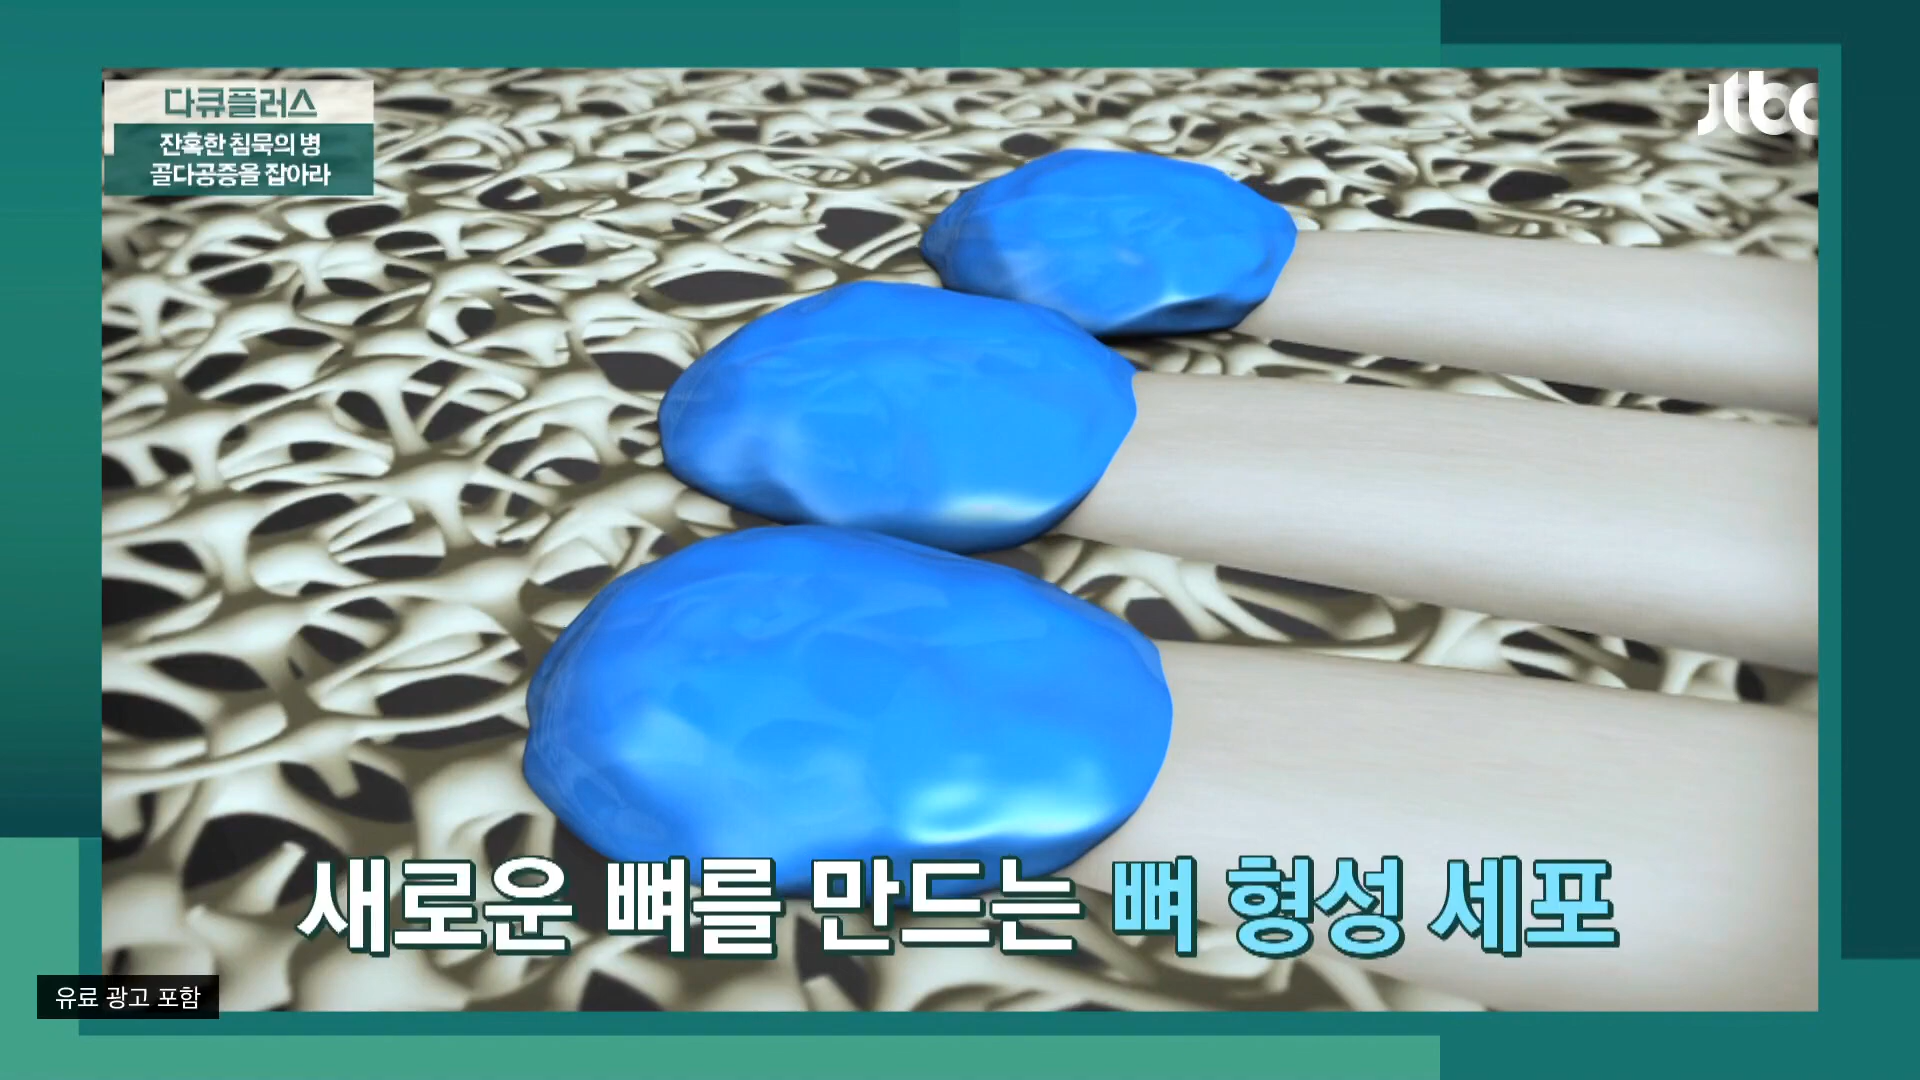 다큐플러스
jtbc
잔혹한 침묵의 병
골다공증을 잡아라
새로운 뼈를 만드는 뼈 형성 세포
유료 광고 포함